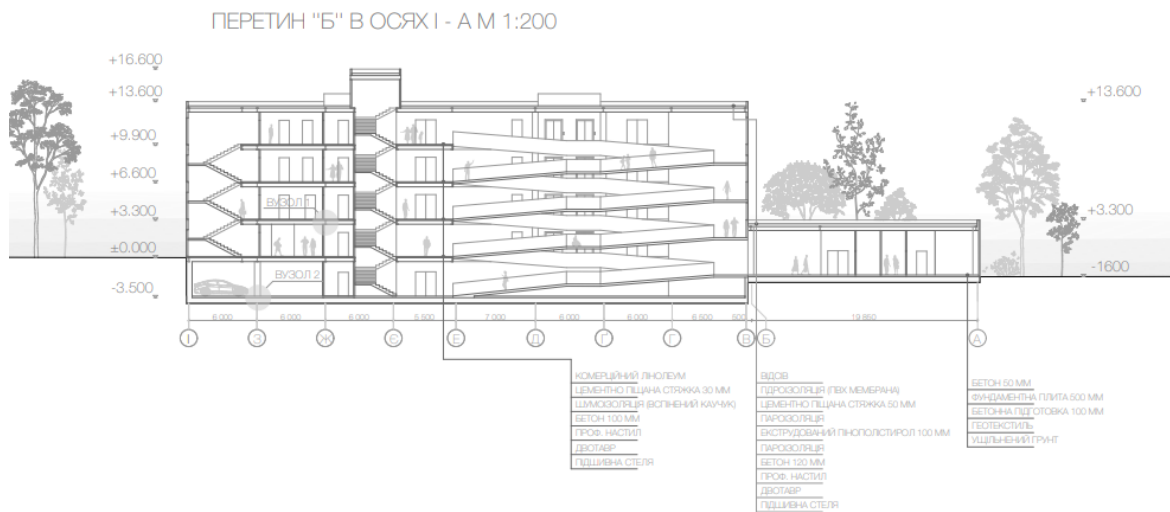 ПЕРЕТИН "Б" В ОСЯХ І - А М 1:200
+16.600
+13.600
+13.600
+9.900
+6.600
ВУЗОЛ 1
+3.300
+3.300
±0.000
ВУЗОЛ 2
-1600
-3.500
6 000
6 000
6 000
5 500
7 000
6 000
6 000
6 500
500
19 850
І
З
Ж
Є
Е
Д
Ґ
Г
В
Б
А
КОМЕРЦІЙНИЙ ЛІНОЛЕУМ
ЦЕМЕНТНО ПІЩАНА СТЯЖКА 30 ММ
ШУМОІЗОЛЯЦІЯ (ВСПІНЕНИЙ КАУЧУК)
БЕТОН 100 ММ
ПРОФ. НАСТИЛ
ДВОТАВР
ПІДШИВНА СТЕЛЯ
ВІДСІВ
ГІДРОІЗОЛЯЦІЯ (ПВХ МЕМБРАНА)
ЦЕМЕНТНО ПІЩАНА СТЯЖКА 50 ММ
ПАРОІЗОЛЯЦІЯ
ЕКСТРУДОВАНИЙ ПІНОПОЛІСТИРОЛ 100 ММ
ПАРОІЗОЛЯЦІЯ
БЕТОН 120 ММ
ПРОФ. НАСТИЛ
ДВОТАВР
ПІДШИВНА СТЕЛЯ
БЕТОН 50 ММ
ФУНДАМЕНТНА ПЛИТА 500 ММ
БЕТОННА ПІДГОТОВКА 100 ММ
ГЕОТЕКСТИЛЬ
УЩІЛЬНЕНИЙ ГРУНТ